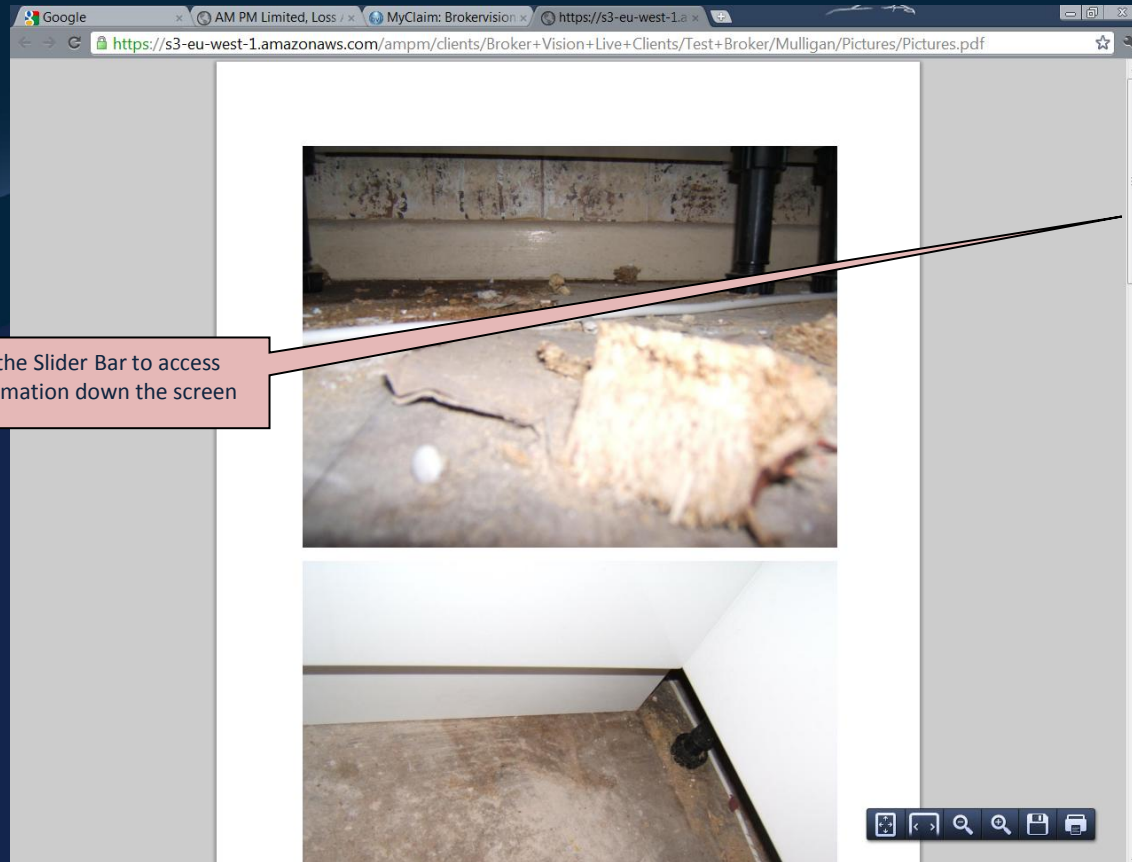 Google
AM PM Limited, Loss
MyClaim: Brokervision
https://s3-eu-west-1.a
https://s3-eu-west-1.amazonaws.com/ampm/clients/Broker+Vision+Live+Clients/Test+Broker/Mulligan/Pictures/Pictures.pdf
the Slider Bar to access
mation down the screen